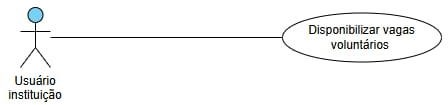 Disponibilizar vagas
voluntários
Usuário
instituição